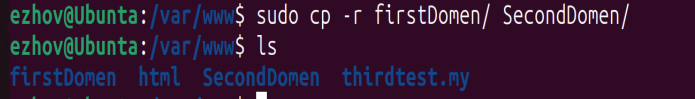 ezhov@Ubunta:/var/www$ sudo cp -r firstDomen/ SecondDomen/
ezhov@Ubunta:/var/www$ ls
firstDomen html SecondDomen thirdtest.my